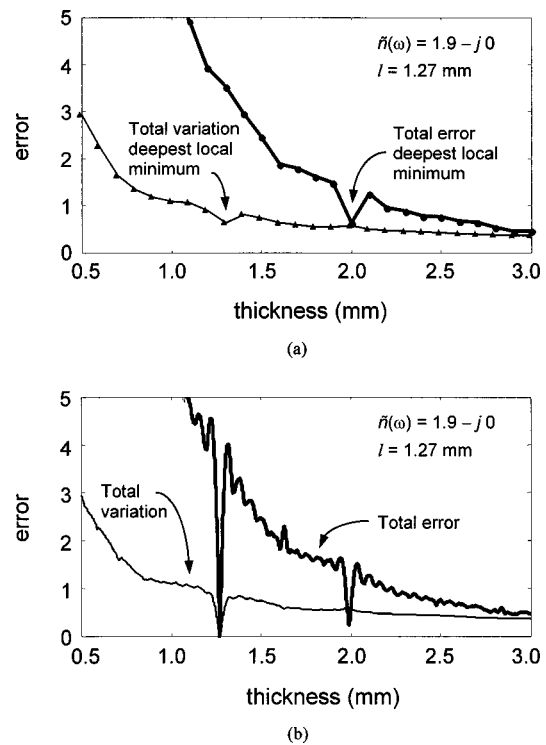 5
4
3
2
1
0
error
ñ(ω) = 1.9 – j 0
l = 1.27 mm
Total variation
deepest local
minimum
Total error
deepest local
minimum
0.5
1.0
1.5
2.0
2.5
3.0
thickness (mm)
(a)
5
4
3
2
1
0
error
ñ(ω) = 1.9 – j 0
l = 1.27 mm
Total
variation
Total error
0.5
1.0
1.5
2.0
2.5
3.0
thickness (mm)
(b)